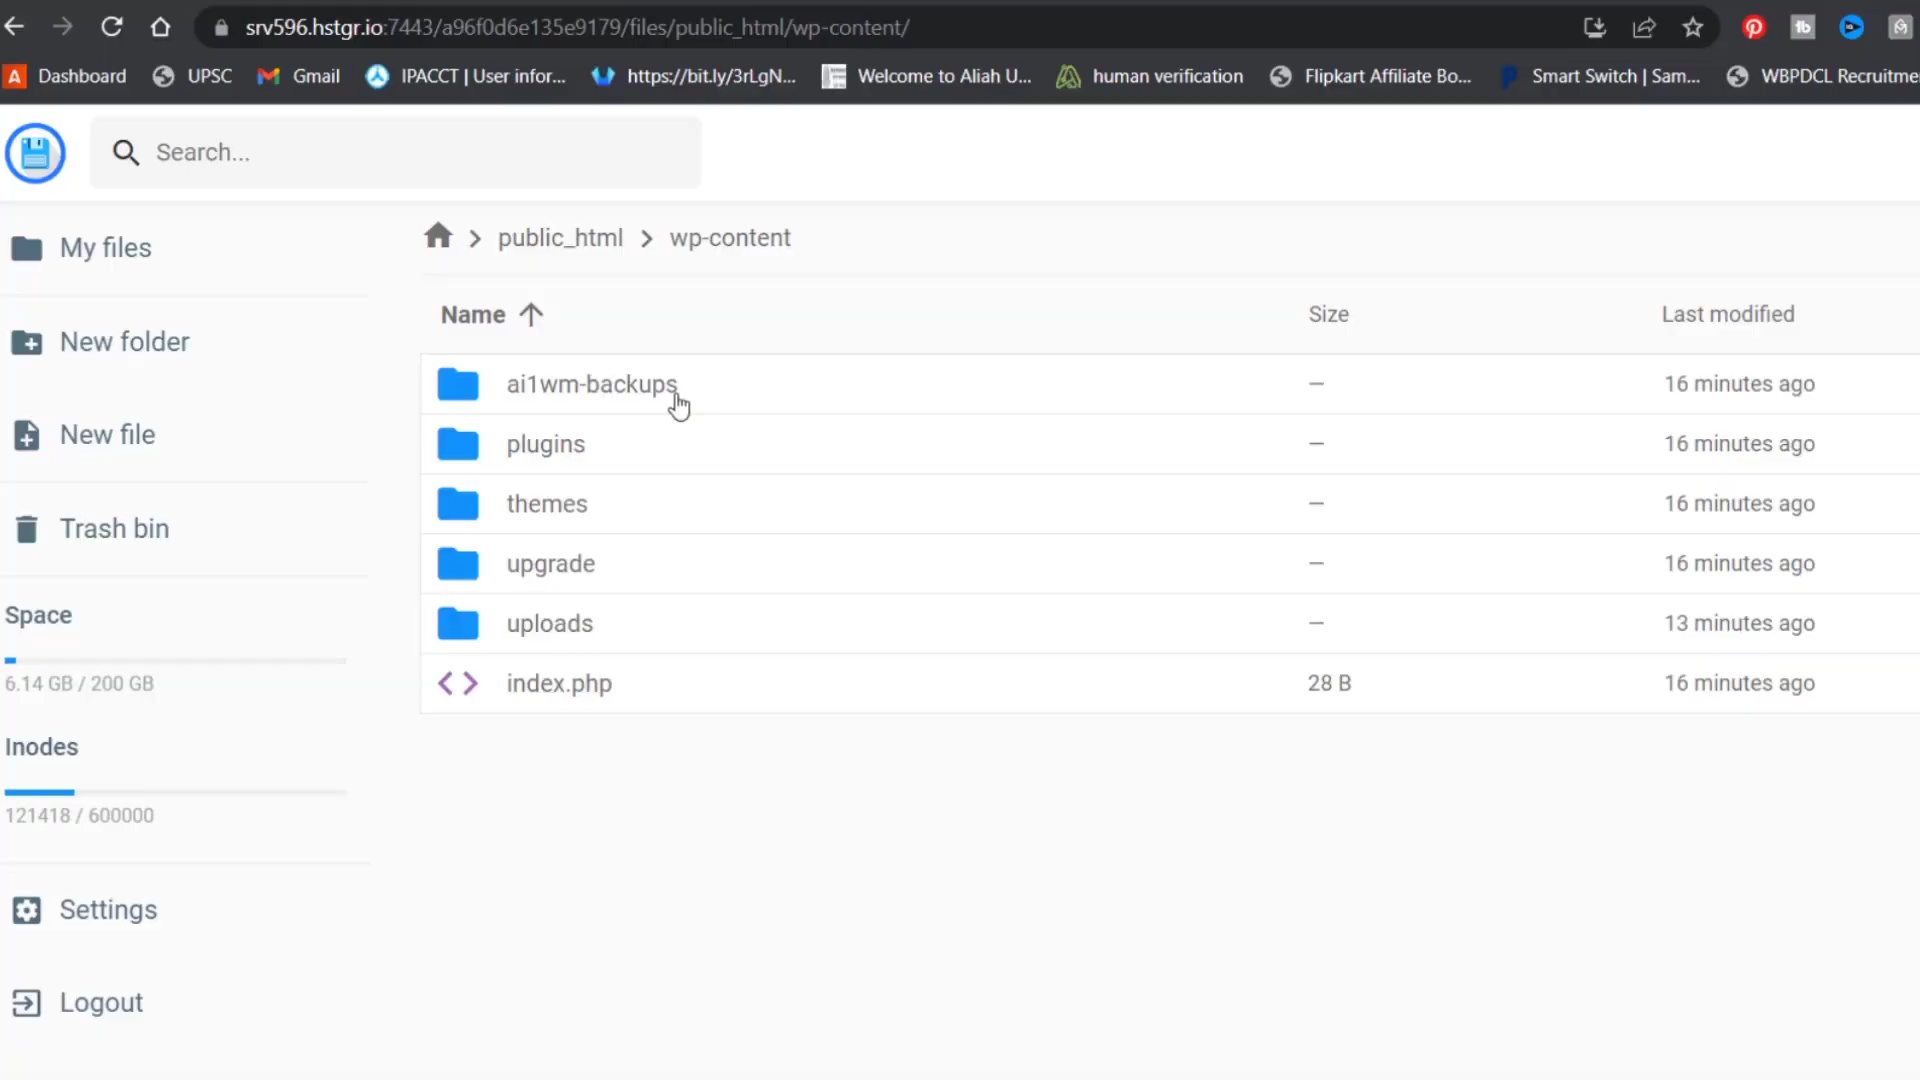 srv596.hstgr.io:7443/a96f0d6e135e9179/files/public_html/wp-content/
Dashboard UPSC Gmail IPACCT | User infor... https://bit.ly/3rLgN... Welcome to Aliah U... human verification Flipkart Affiliate Bo... Smart Switch | Sam... WBPDCL Recruitme
Search...
My files
New folder
New file
Trash bin
Space
6.14 GB / 200 GB
Inodes
121418 / 600000
Settings
Logout
public_html > wp-content
Name Size Last modified
ai1wm-backups — 16 minutes ago
plugins — 16 minutes ago
themes — 16 minutes ago
upgrade — 16 minutes ago
uploads — 13 minutes ago
index.php 28 B 16 minutes ago